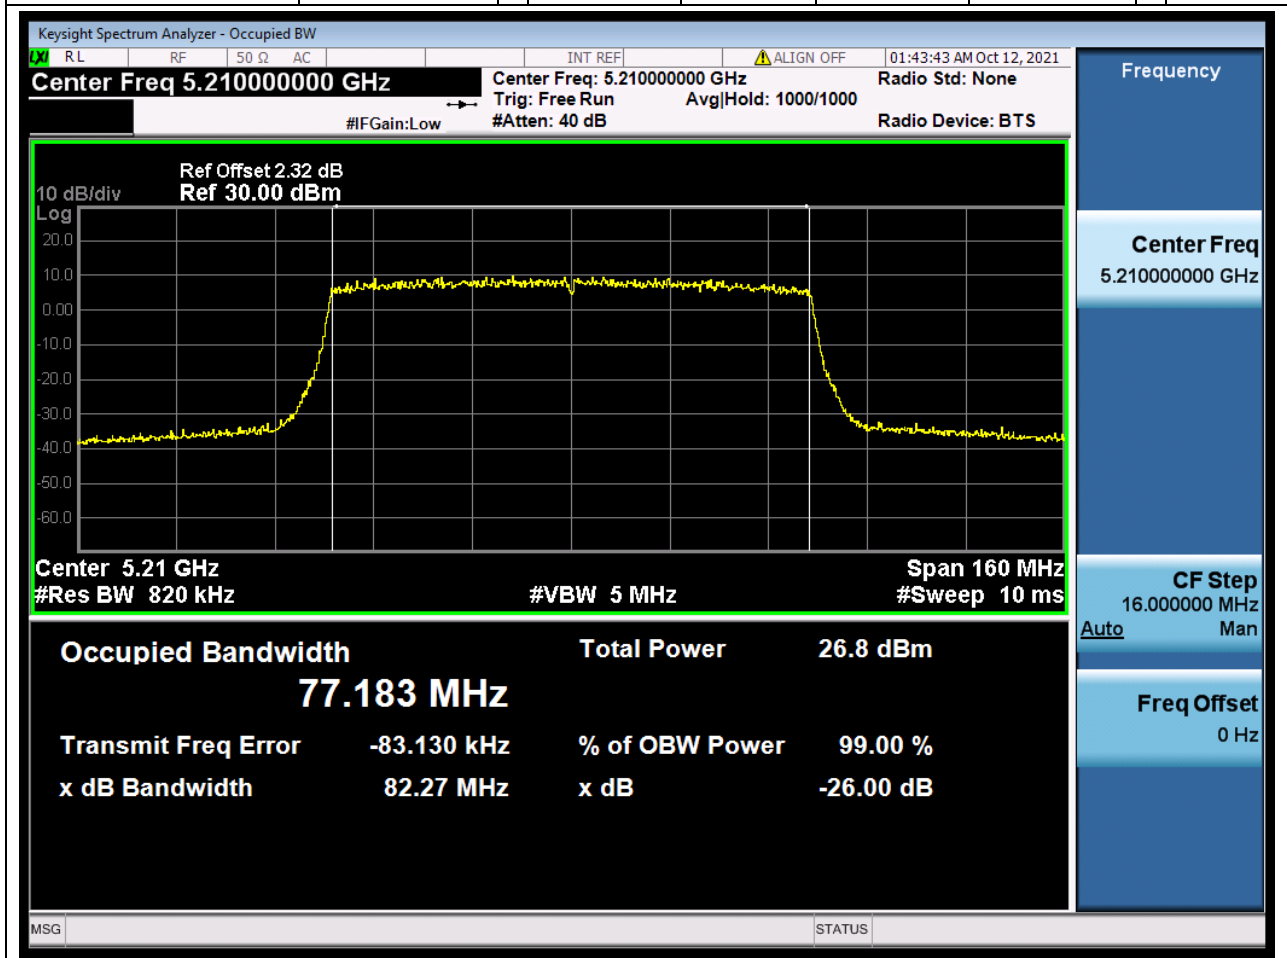 Keysight Spectrum Analyzer - Occupied BW
LXI RL RF 50 Ω AC INT REF ALIGN OFF 01:43:43 AM Oct 12, 2021
Center Freq 5.210000000 GHz
Center Freq: 5.210000000 GHz
Radio Std: None
Trig: Free Run Avg|Hold: 1000/1000
#IFGain:Low
#Atten: 40 dB
Radio Device: BTS
Ref Offset 2.32 dB
10 dB/div Ref 30.00 dBm
Log
20.0
10.0
0.00
-10.0
-20.0
-30.0
-40.0
-50.0
-60.0
Center 5.21 GHz Span 160 MHz
#Res BW 820 kHz #VBW 5 MHz #Sweep 10 ms
Occupied Bandwidth Total Power 26.8 dBm
77.183 MHz
Transmit Freq Error -83.130 kHz % of OBW Power 99.00 %
x dB Bandwidth 82.27 MHz x dB -26.00 dB
Frequency
Center Freq
5.210000000 GHz
CF Step
16.000000 MHz
Auto Man
Freq Offset
0 Hz
MSG STATUS